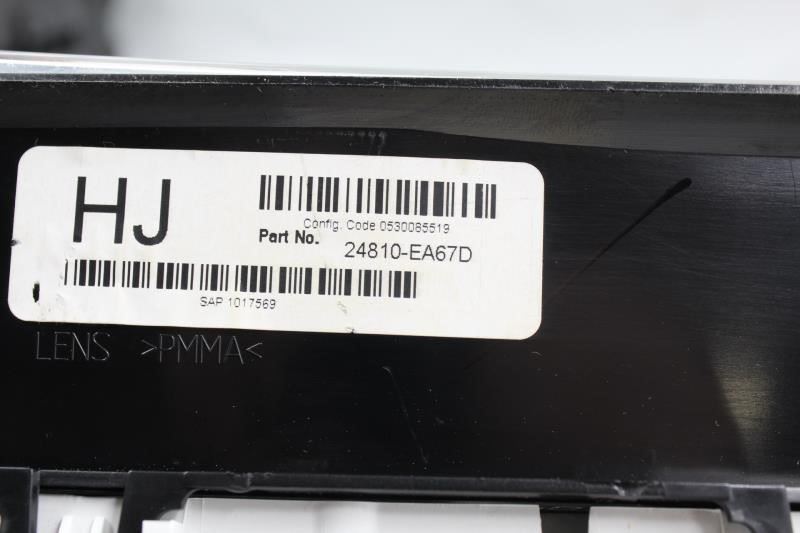 HJ
Config. Code 0530085519
Part No. 24810-EA67D
SAP 1017569
LENS >PMMA<